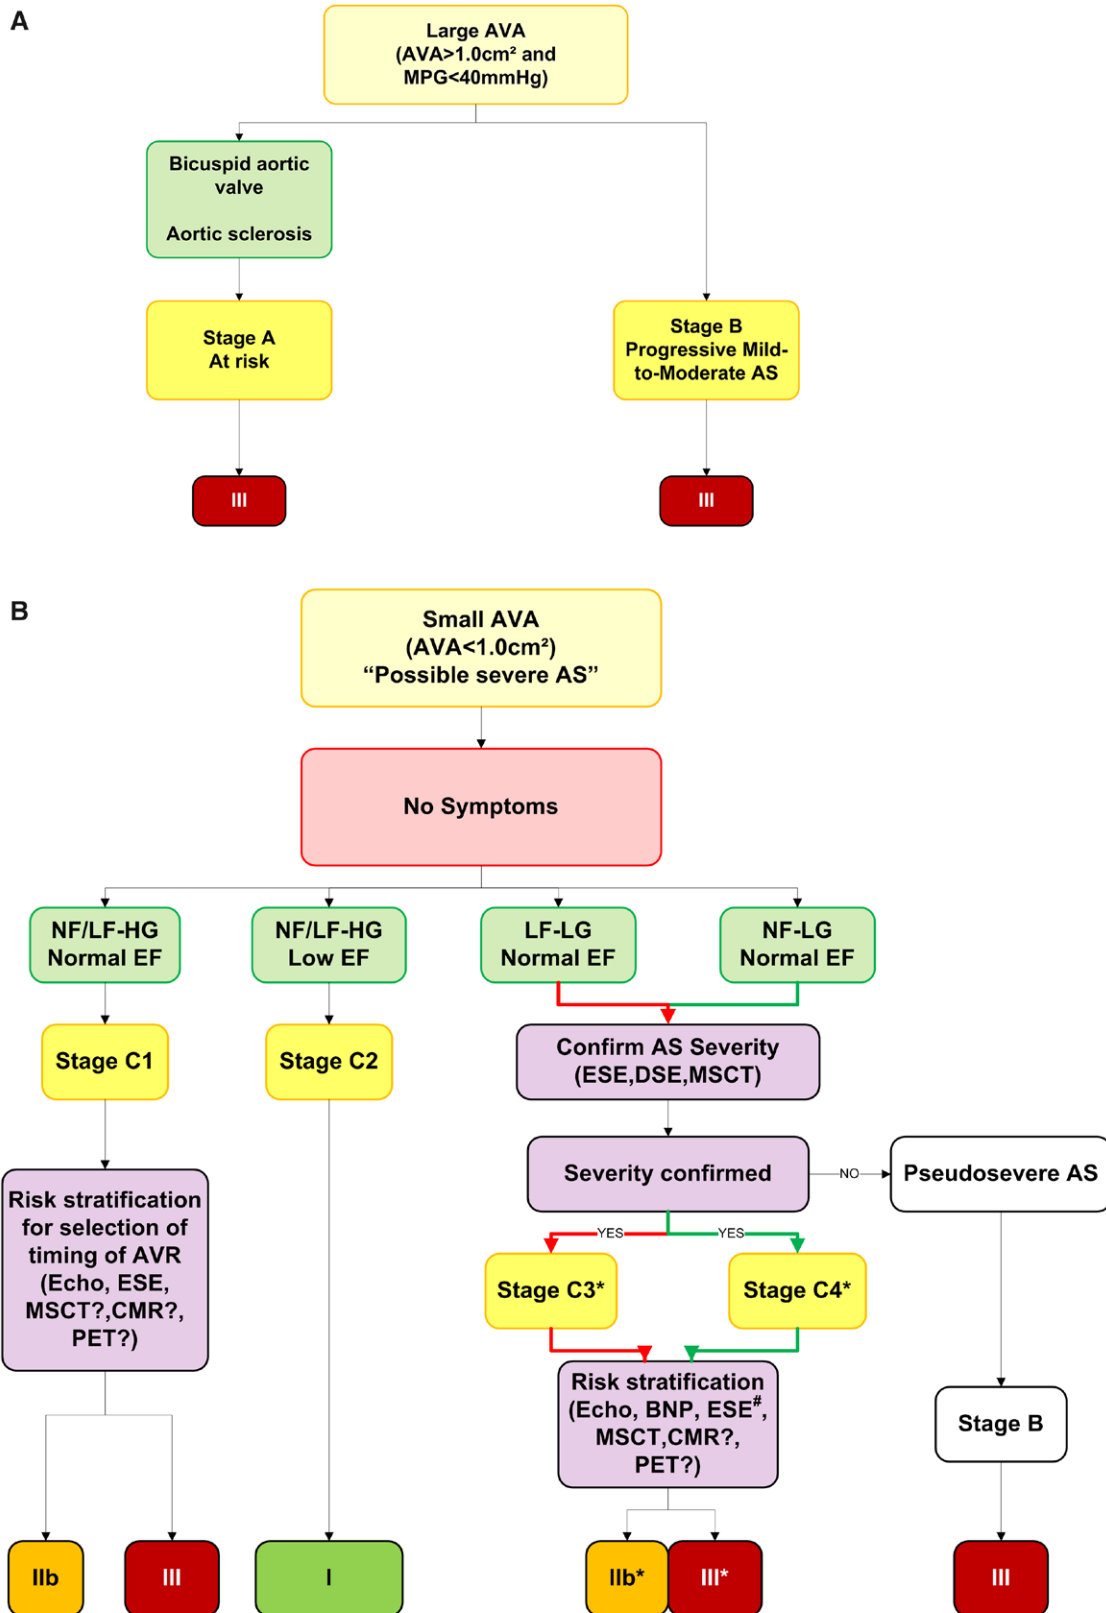 A
Large AVA
(AVA>1.0cm² and
MPG<40mmHg)
Bicuspid aortic
valve
Aortic sclerosis
Stage A
At risk
Stage B
Progressive Mild-
to-Moderate AS
III
III
B
Small AVA
(AVA<1.0cm²)
“Possible severe AS”
No Symptoms
NF/LF-HG
Normal EF
NF/LF-HG
Low EF
LF-LG
Normal EF
NF-LG
Normal EF
Stage C1
Stage C2
Confirm AS Severity
(ESE,DSE,MSCT)
Severity confirmed
NO
Pseudosevere AS
Risk stratification
for selection of
timing of AVR
(Echo, ESE,
MSCT?,CMR?,
PET?)
YES
YES
Stage C3*
Stage C4*
Risk stratification
(Echo, BNP, ESE#,
MSCT,CMR?,
PET?)
Stage B
IIb
III
I
IIb*
III*
III